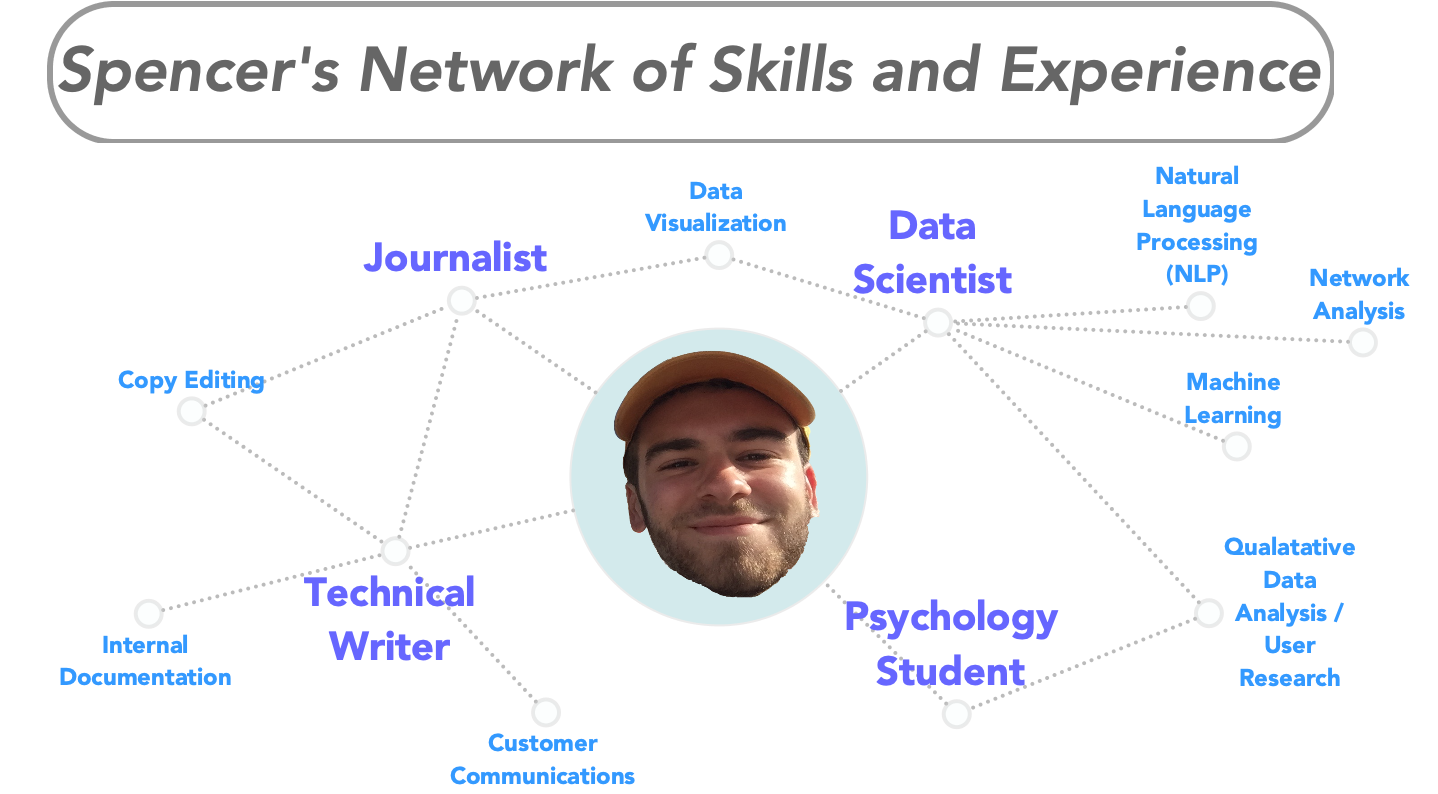 Spencer's Network of Skills and Experience
Data
Visualization
Journalist
Data
Scientist
Natural
Language
Processing
(NLP)
Network
Analysis
Copy Editing
Machine
Learning
Technical
Writer
Internal
Documentation
Customer
Communications
Psychology
Student
Qualatative
Data
Analysis /
User
Research